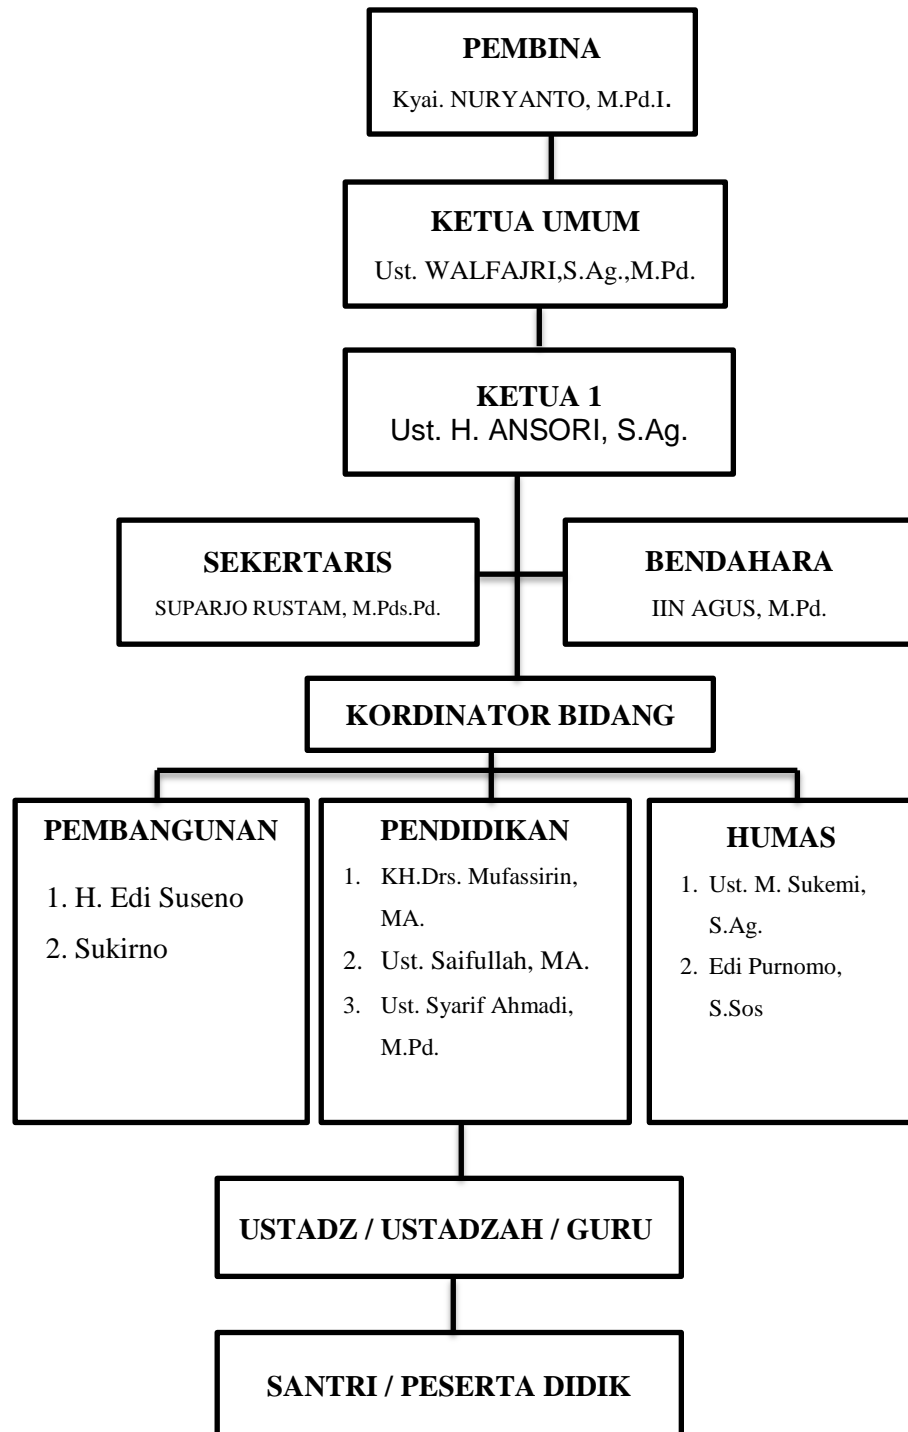 PEMBINA
Kyai. NURYANTO, M.Pd.I.
KETUA UMUM
Ust. WALFAJRI,S.Ag.,M.Pd.
KETUA 1
Ust. H. ANSORI, S.Ag.
SEKERTARIS
SUPARJO RUSTAM, M.Pds.Pd.
BENDAHARA
IIN AGUS, M.Pd.
KORDINATOR BIDANG
PEMBANGUNAN
1. H. Edi Suseno
2. Sukirno
PENDIDIKAN
1. KH.Drs. Mufassirin,
MA.
2. Ust. Saifullah, MA.
3. Ust. Syarif Ahmadi,
M.Pd.
HUMAS
1. Ust. M. Sukemi,
S.Ag.
2. Edi Purnomo,
S.Sos
USTADZ / USTADZAH / GURU
SANTRI / PESERTA DIDIK